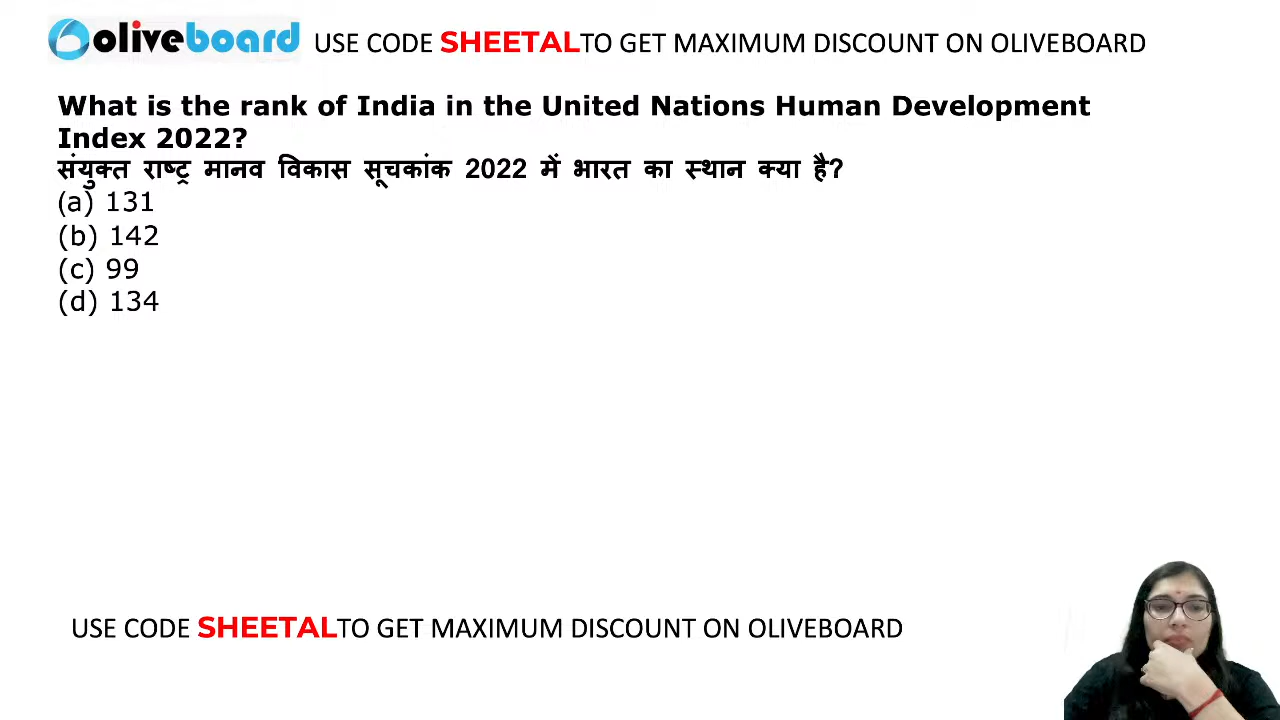 oliveboard USE CODE SHEETAL TO GET MAXIMUM DISCOUNT ON OLIVEBOARD
What is the rank of India in the United Nations Human Development
Index 2022?
संयुक्त राष्ट्र मानव विकास सूचकांक 2022 में भारत का स्थान क्या है?
(a) 131
(b) 142
(c) 99
(d) 134
USE CODE SHEETAL TO GET MAXIMUM DISCOUNT ON OLIVEBOARD